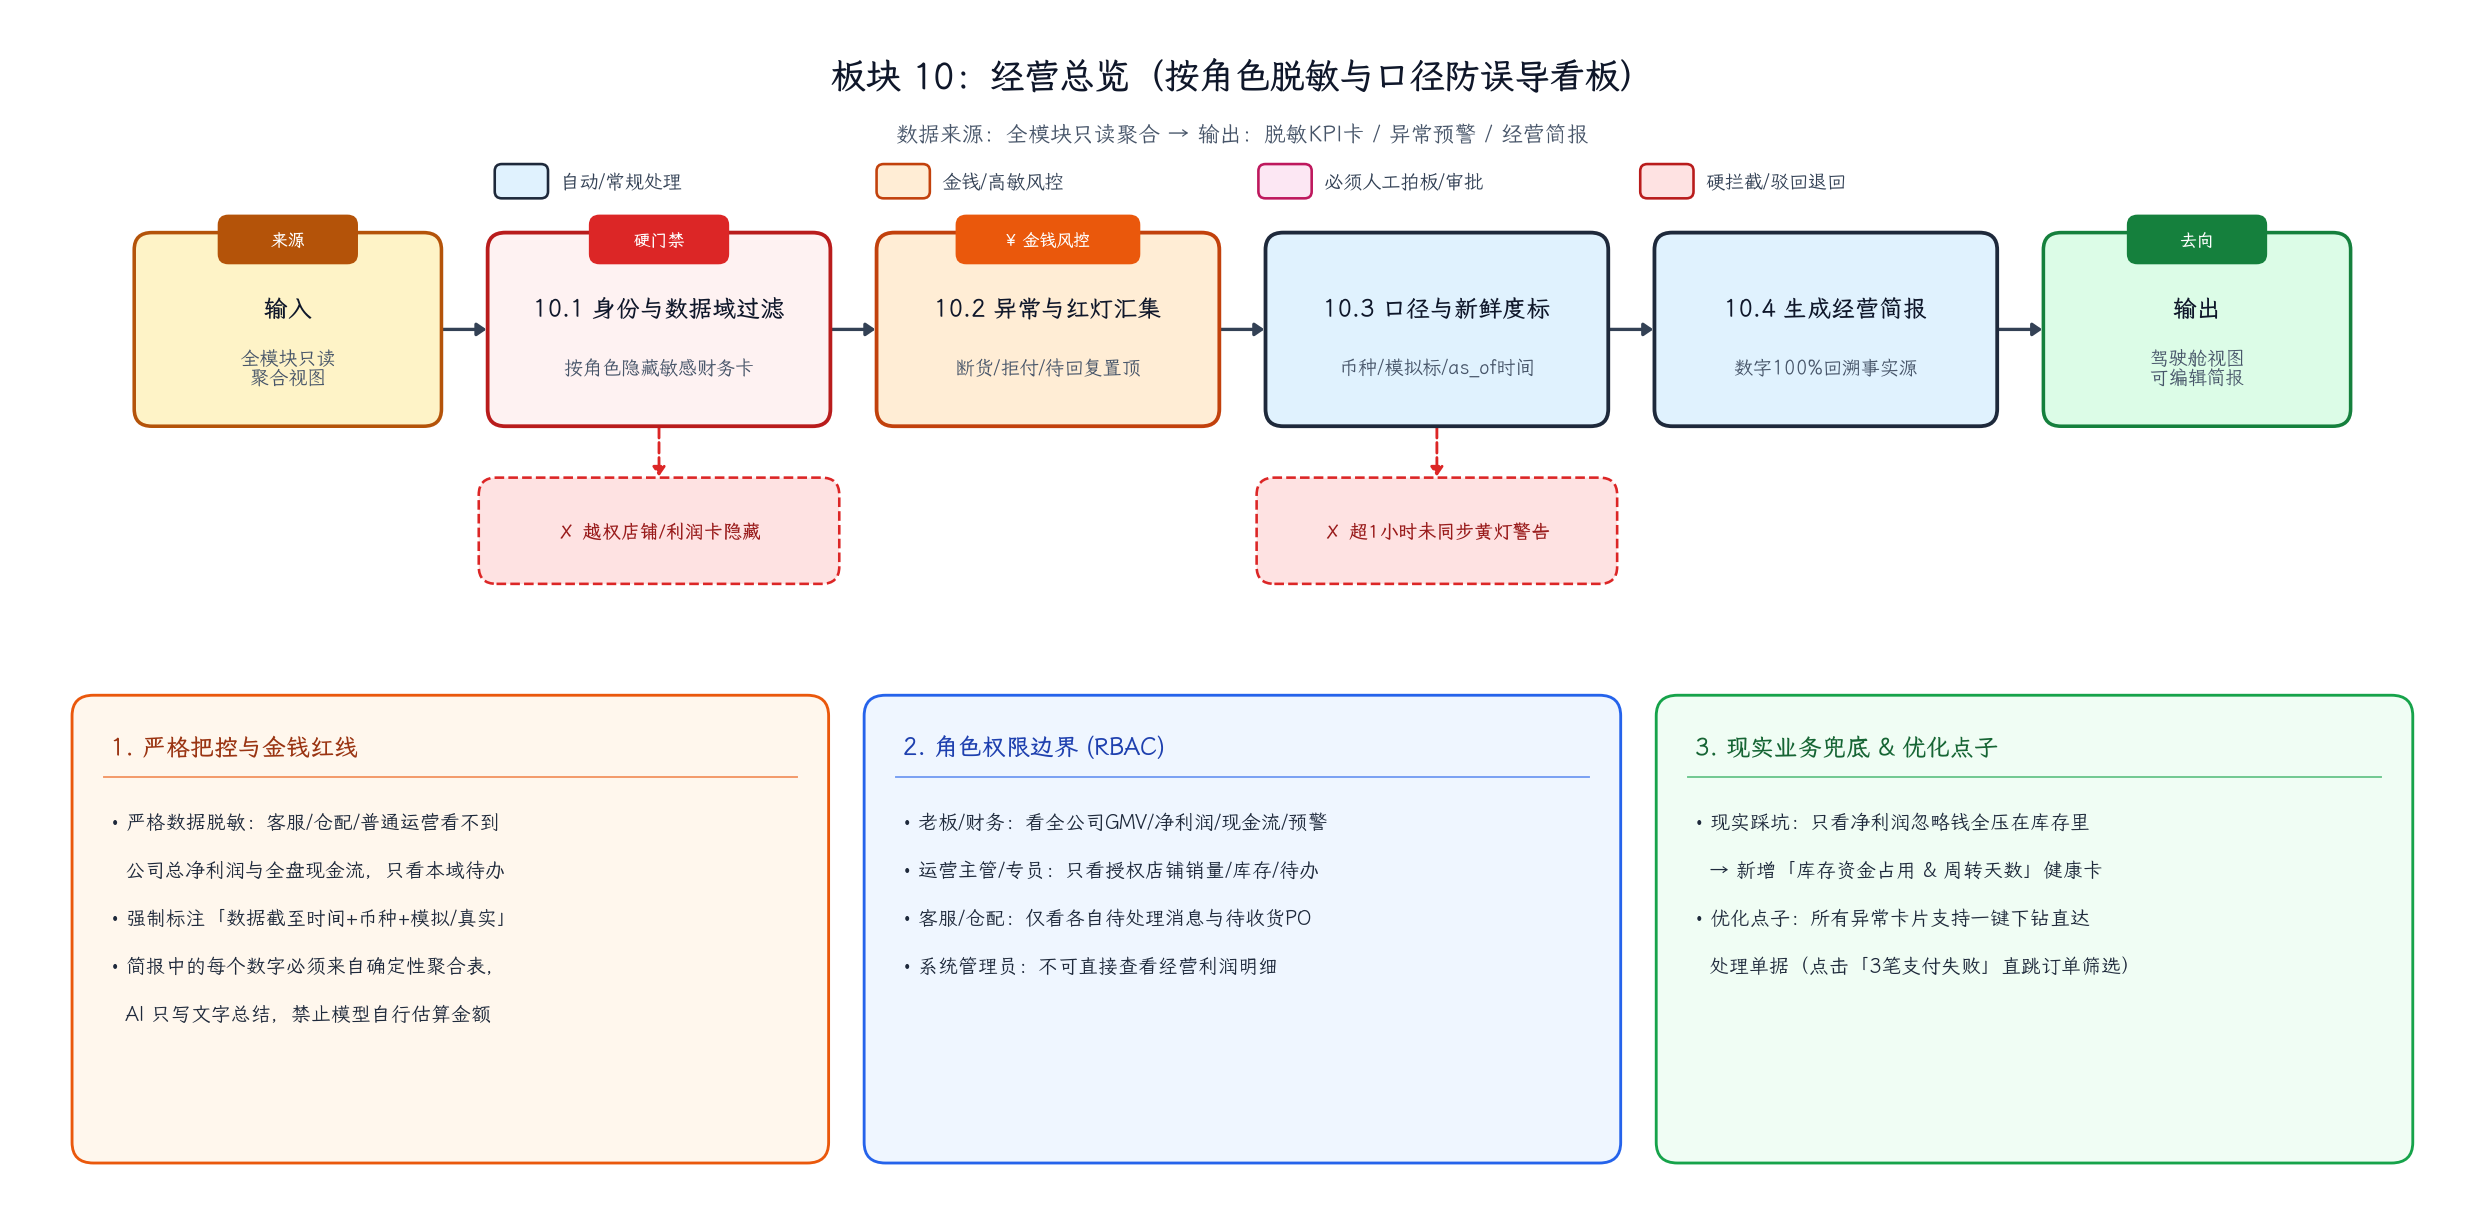 板块 10：经营总览（按角色脱敏与口径防误导看板）
数据来源：全模块只读聚合 → 输出：脱敏KPI卡 / 异常预警 / 经营简报
自动/常规处理
金钱/高敏风控
必须人工拍板/审批
硬拦截/驳回退回
来源
输入
全模块只读
聚合视图
硬门禁
10.1 身份与数据域过滤
按角色隐藏敏感财务卡
¥ 金钱风控
10.2 异常与红灯汇集
断货/拒付/待回复置顶
10.3 口径与新鲜度标
币种/模拟标/as_of时间
10.4 生成经营简报
数字100%回溯事实源
去向
输出
驾驶舱视图
可编辑简报
X 越权店铺/利润卡隐藏
X 超1小时未同步黄灯警告
1. 严格把控与金钱红线
• 严格数据脱敏：客服/仓配/普通运营看不到
公司总净利润与全盘现金流，只看本域待办
• 强制标注「数据截至时间+币种+模拟/真实」
• 简报中的每个数字必须来自确定性聚合表，
AI 只写文字总结，禁止模型自行估算金额
2. 角色权限边界 (RBAC)
• 老板/财务：看全公司GMV/净利润/现金流/预警
• 运营主管/专员：只看授权店铺销量/库存/待办
• 客服/仓配：仅看各自待处理消息与待收货PO
• 系统管理员：不可直接查看经营利润明细
3. 现实业务兜底 & 优化点子
• 现实踩坑：只看净利润忽略钱全压在库存里
→ 新增「库存资金占用 & 周转天数」健康卡
• 优化点子：所有异常卡片支持一键下钻直达
处理单据（点击「3笔支付失败」直跳订单筛选）